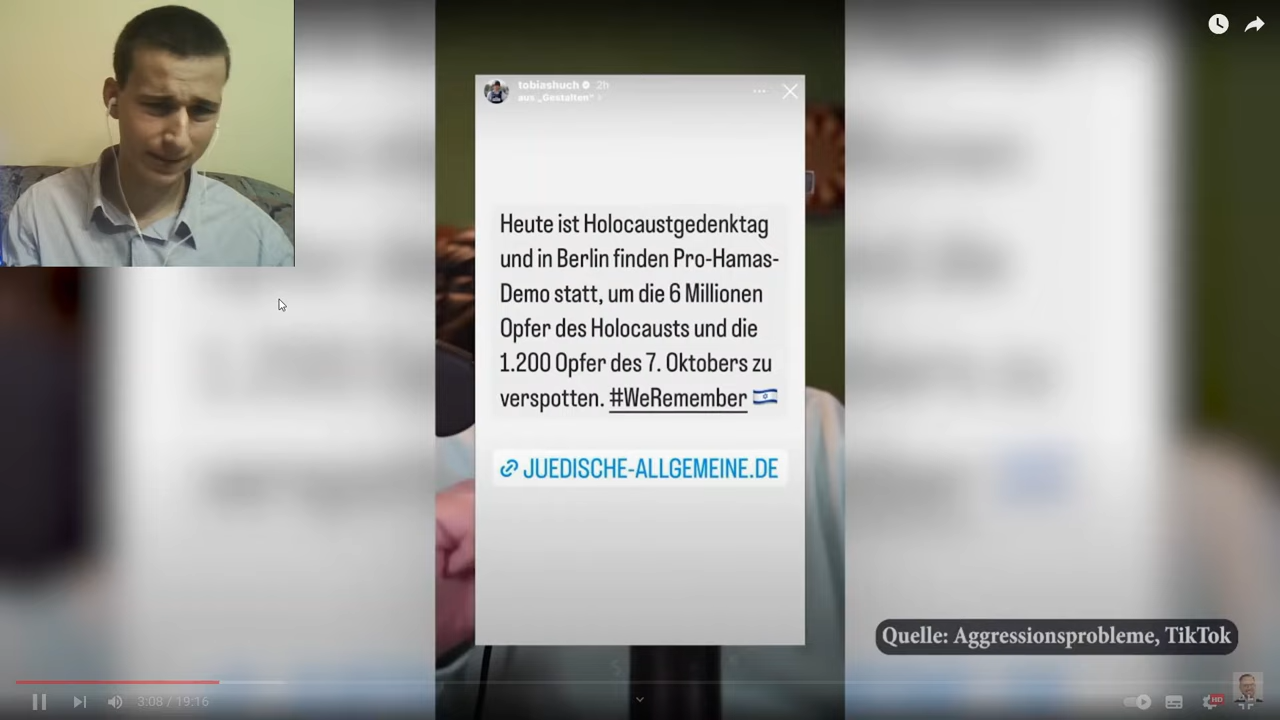 tobiashuch 2h
aus „Gestalten"
Heute ist Holocaustgedenktag
und in Berlin finden Pro-Hamas-
Demo statt, um die 6 Millionen
Opfer des Holocausts und die
1.200 Opfer des 7. Oktobers zu
verspotten. #WeRemember 🇮🇱
JUEDISCHE-ALLGEMEINE.DE
Quelle: Aggressionsprobleme, TikTok
3:08 / 19:16
HD